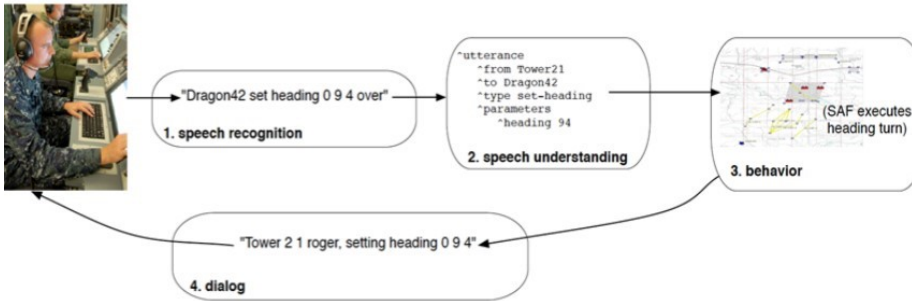 "Dragon42 set heading 0 9 4 over"
1. speech recognition
^utterance
^from Tower21
^to Dragon42
^type set-heading
^parameters
^heading 94
2. speech understanding
(SAF executes
heading turn)
3. behavior
"Tower 2 1 roger, setting heading 0 9 4"
4. dialog